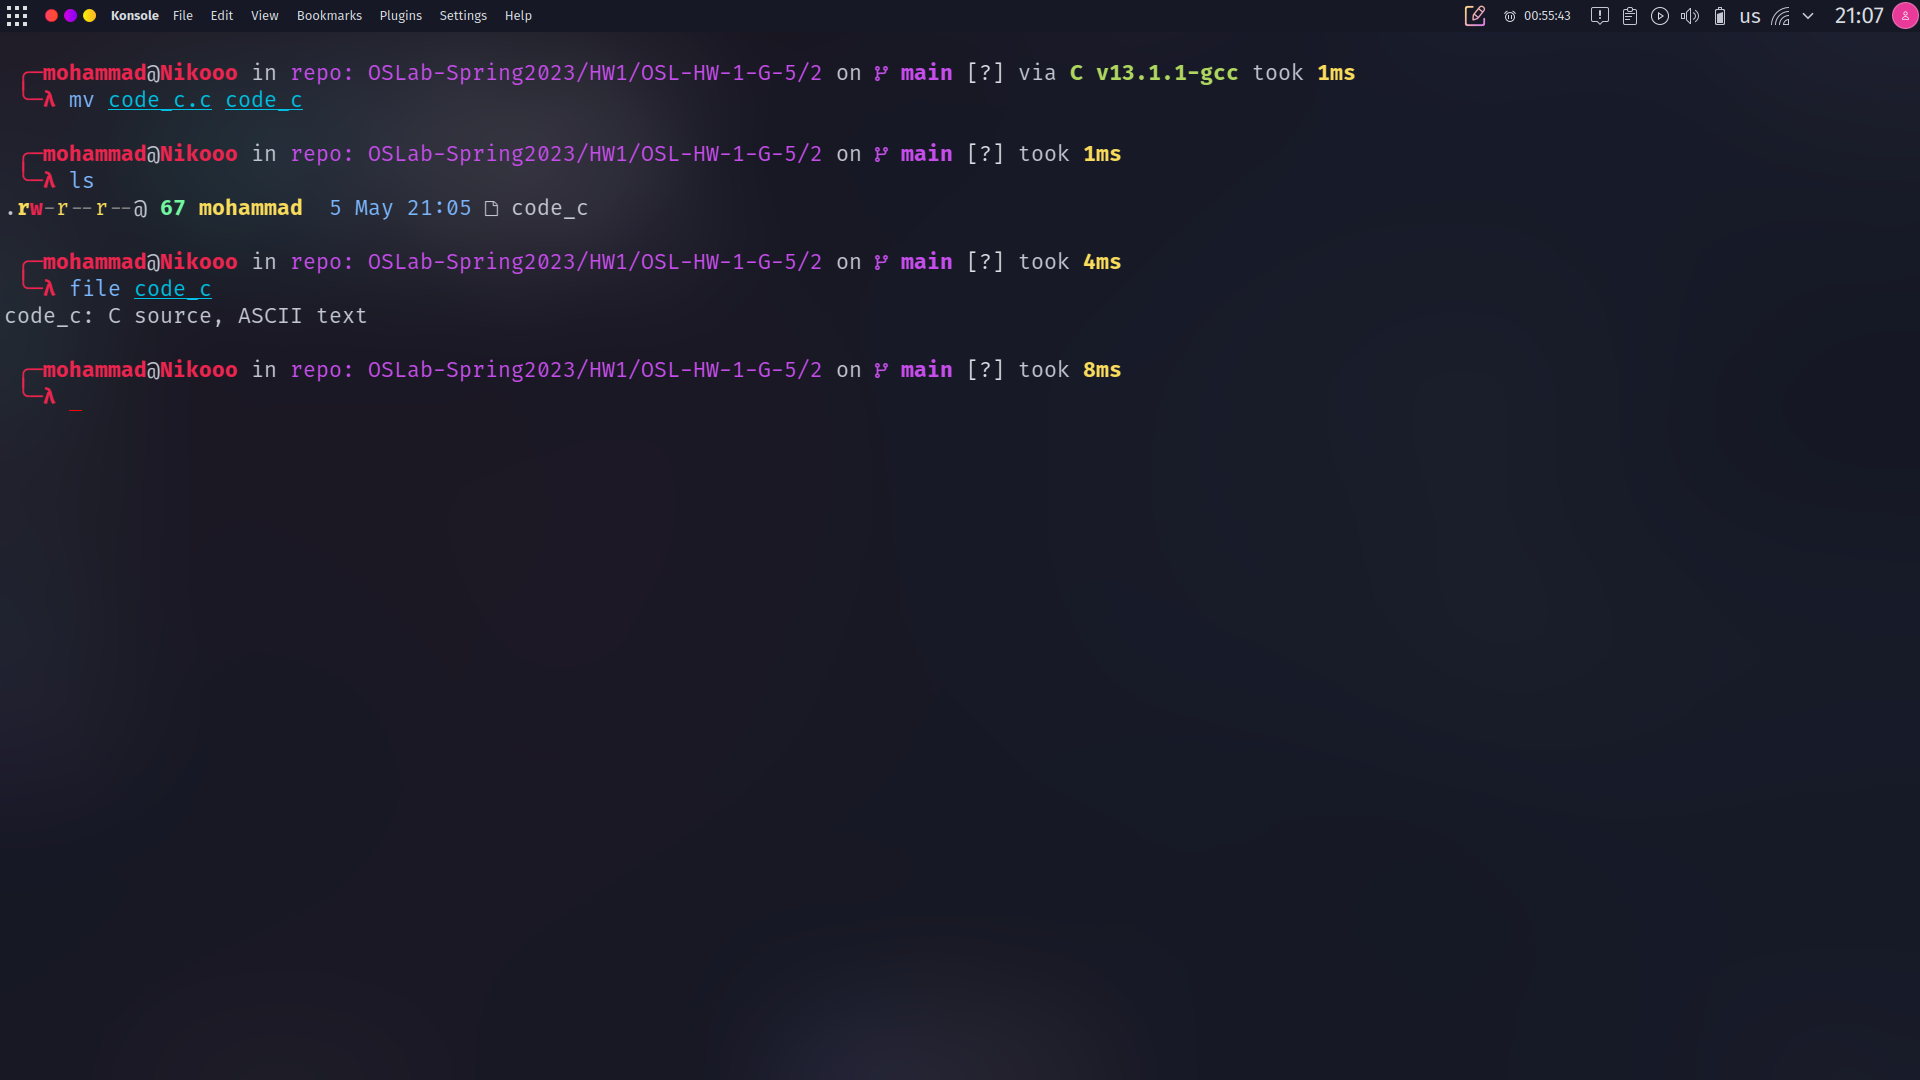 Konsole File Edit View Bookmarks Plugins Settings Help 00:55:43 us 21:07
╭─mohammad@Nikooo in repo: OSLab-Spring2023/HW1/OSL-HW-1-G-5/2 on main [?] via C v13.1.1-gcc took 1ms
╰─λ mv code_c.c code_c
╭─mohammad@Nikooo in repo: OSLab-Spring2023/HW1/OSL-HW-1-G-5/2 on main [?] took 1ms
╰─λ ls
.rw-r--r--@ 67 mohammad  5 May 21:05 code_c
╭─mohammad@Nikooo in repo: OSLab-Spring2023/HW1/OSL-HW-1-G-5/2 on main [?] took 4ms
╰─λ file code_c
code_c: C source, ASCII text
╭─mohammad@Nikooo in repo: OSLab-Spring2023/HW1/OSL-HW-1-G-5/2 on main [?] took 8ms
╰─λ _